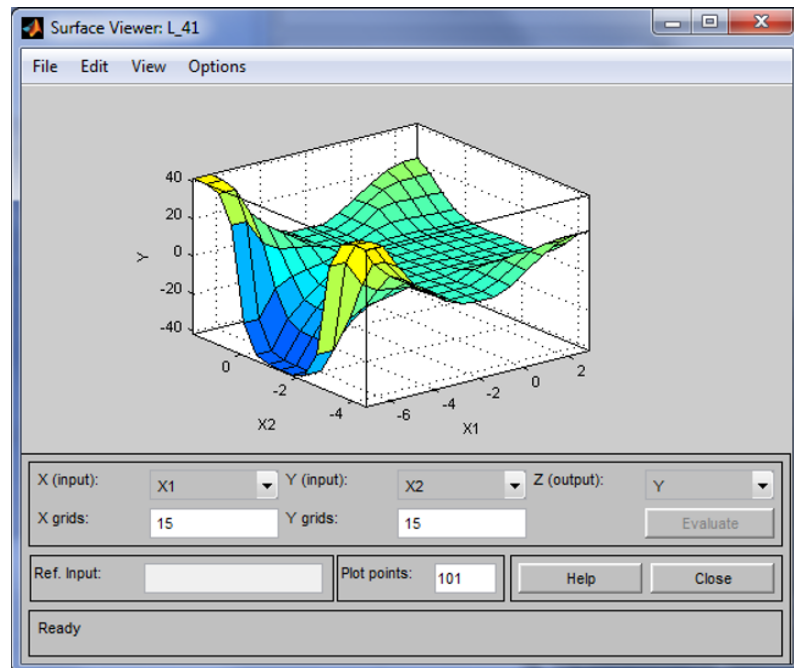 Surface Viewer: L_41
File Edit View Options
40
20
0
-20
-40
Y
0
-2
-4
X2
-6
-4
-2
0
2
X1
X (input): X1 Y (input): X2 Z (output): Y
X grids: 15 Y grids: 15 Evaluate
Ref. Input: Plot points: 101 Help Close
Ready